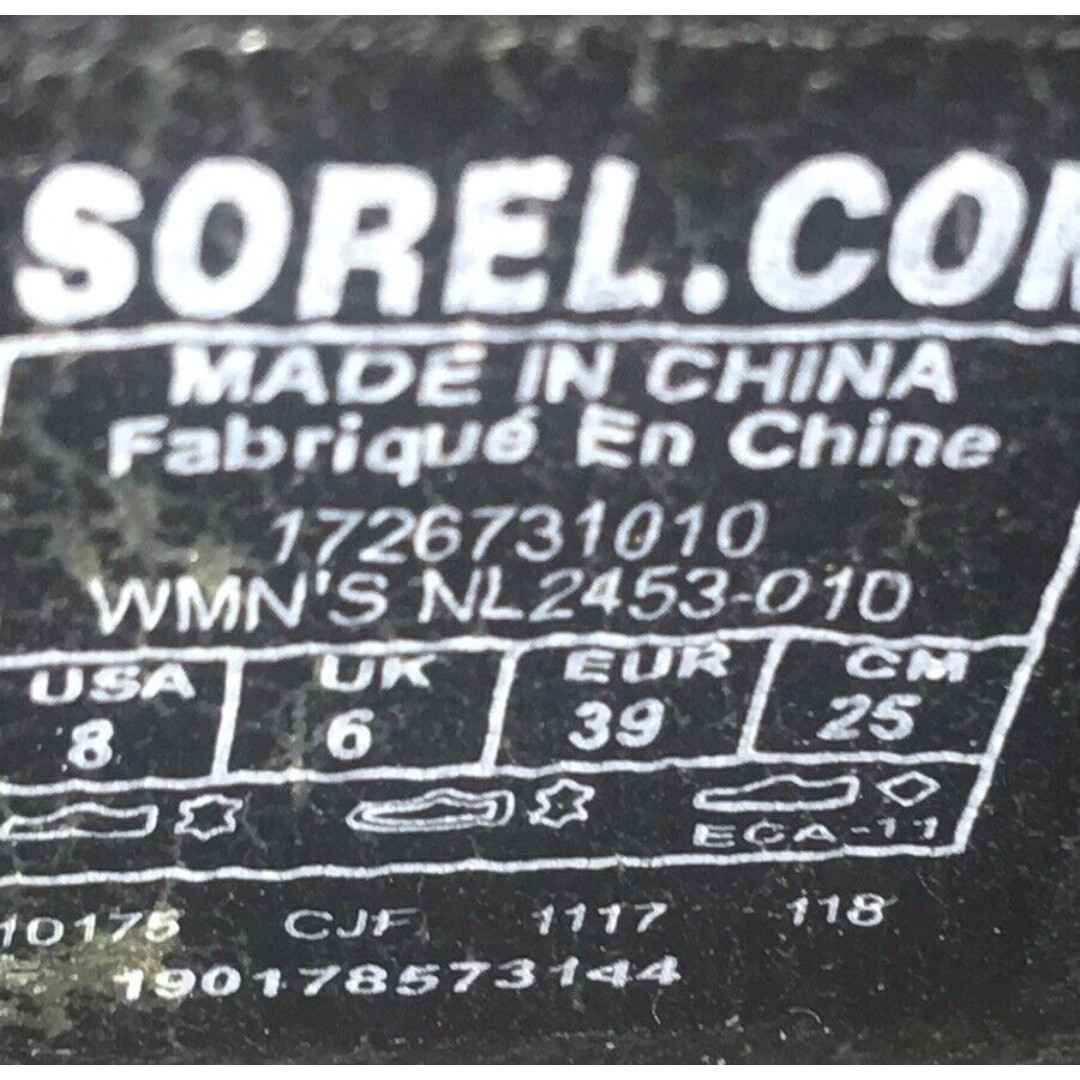 SOREL.COM
MADE IN CHINA
Fabriqué En Chine
1726731010
WMN'S NL2453-010
USA UK EUR CM
8 6 39 25
ECA-11
10175 CJF 1117 118
190178573144